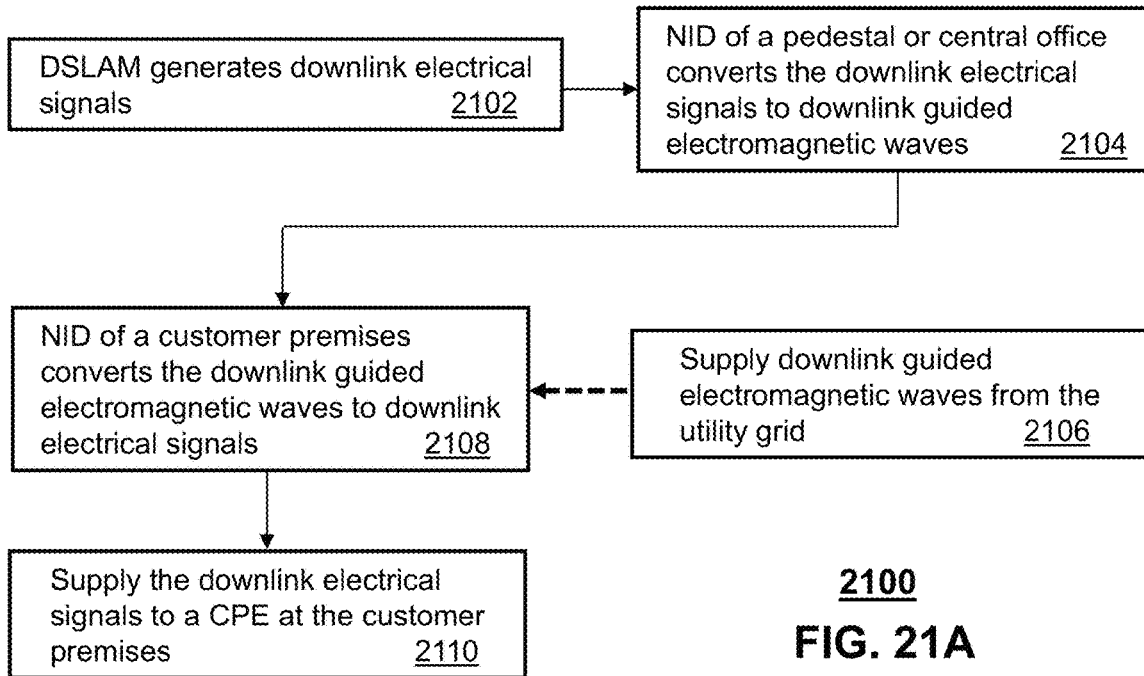 DSLAM generates downlink electrical
signals 2102
NID of a pedestal or central office
converts the downlink electrical
signals to downlink guided
electromagnetic waves 2104
NID of a customer premises
converts the downlink guided
electromagnetic waves to downlink
electrical signals 2108
Supply downlink guided
electromagnetic waves from the
utility grid 2106
Supply the downlink electrical
signals to a CPE at the customer
premises 2110
2100
FIG. 21A